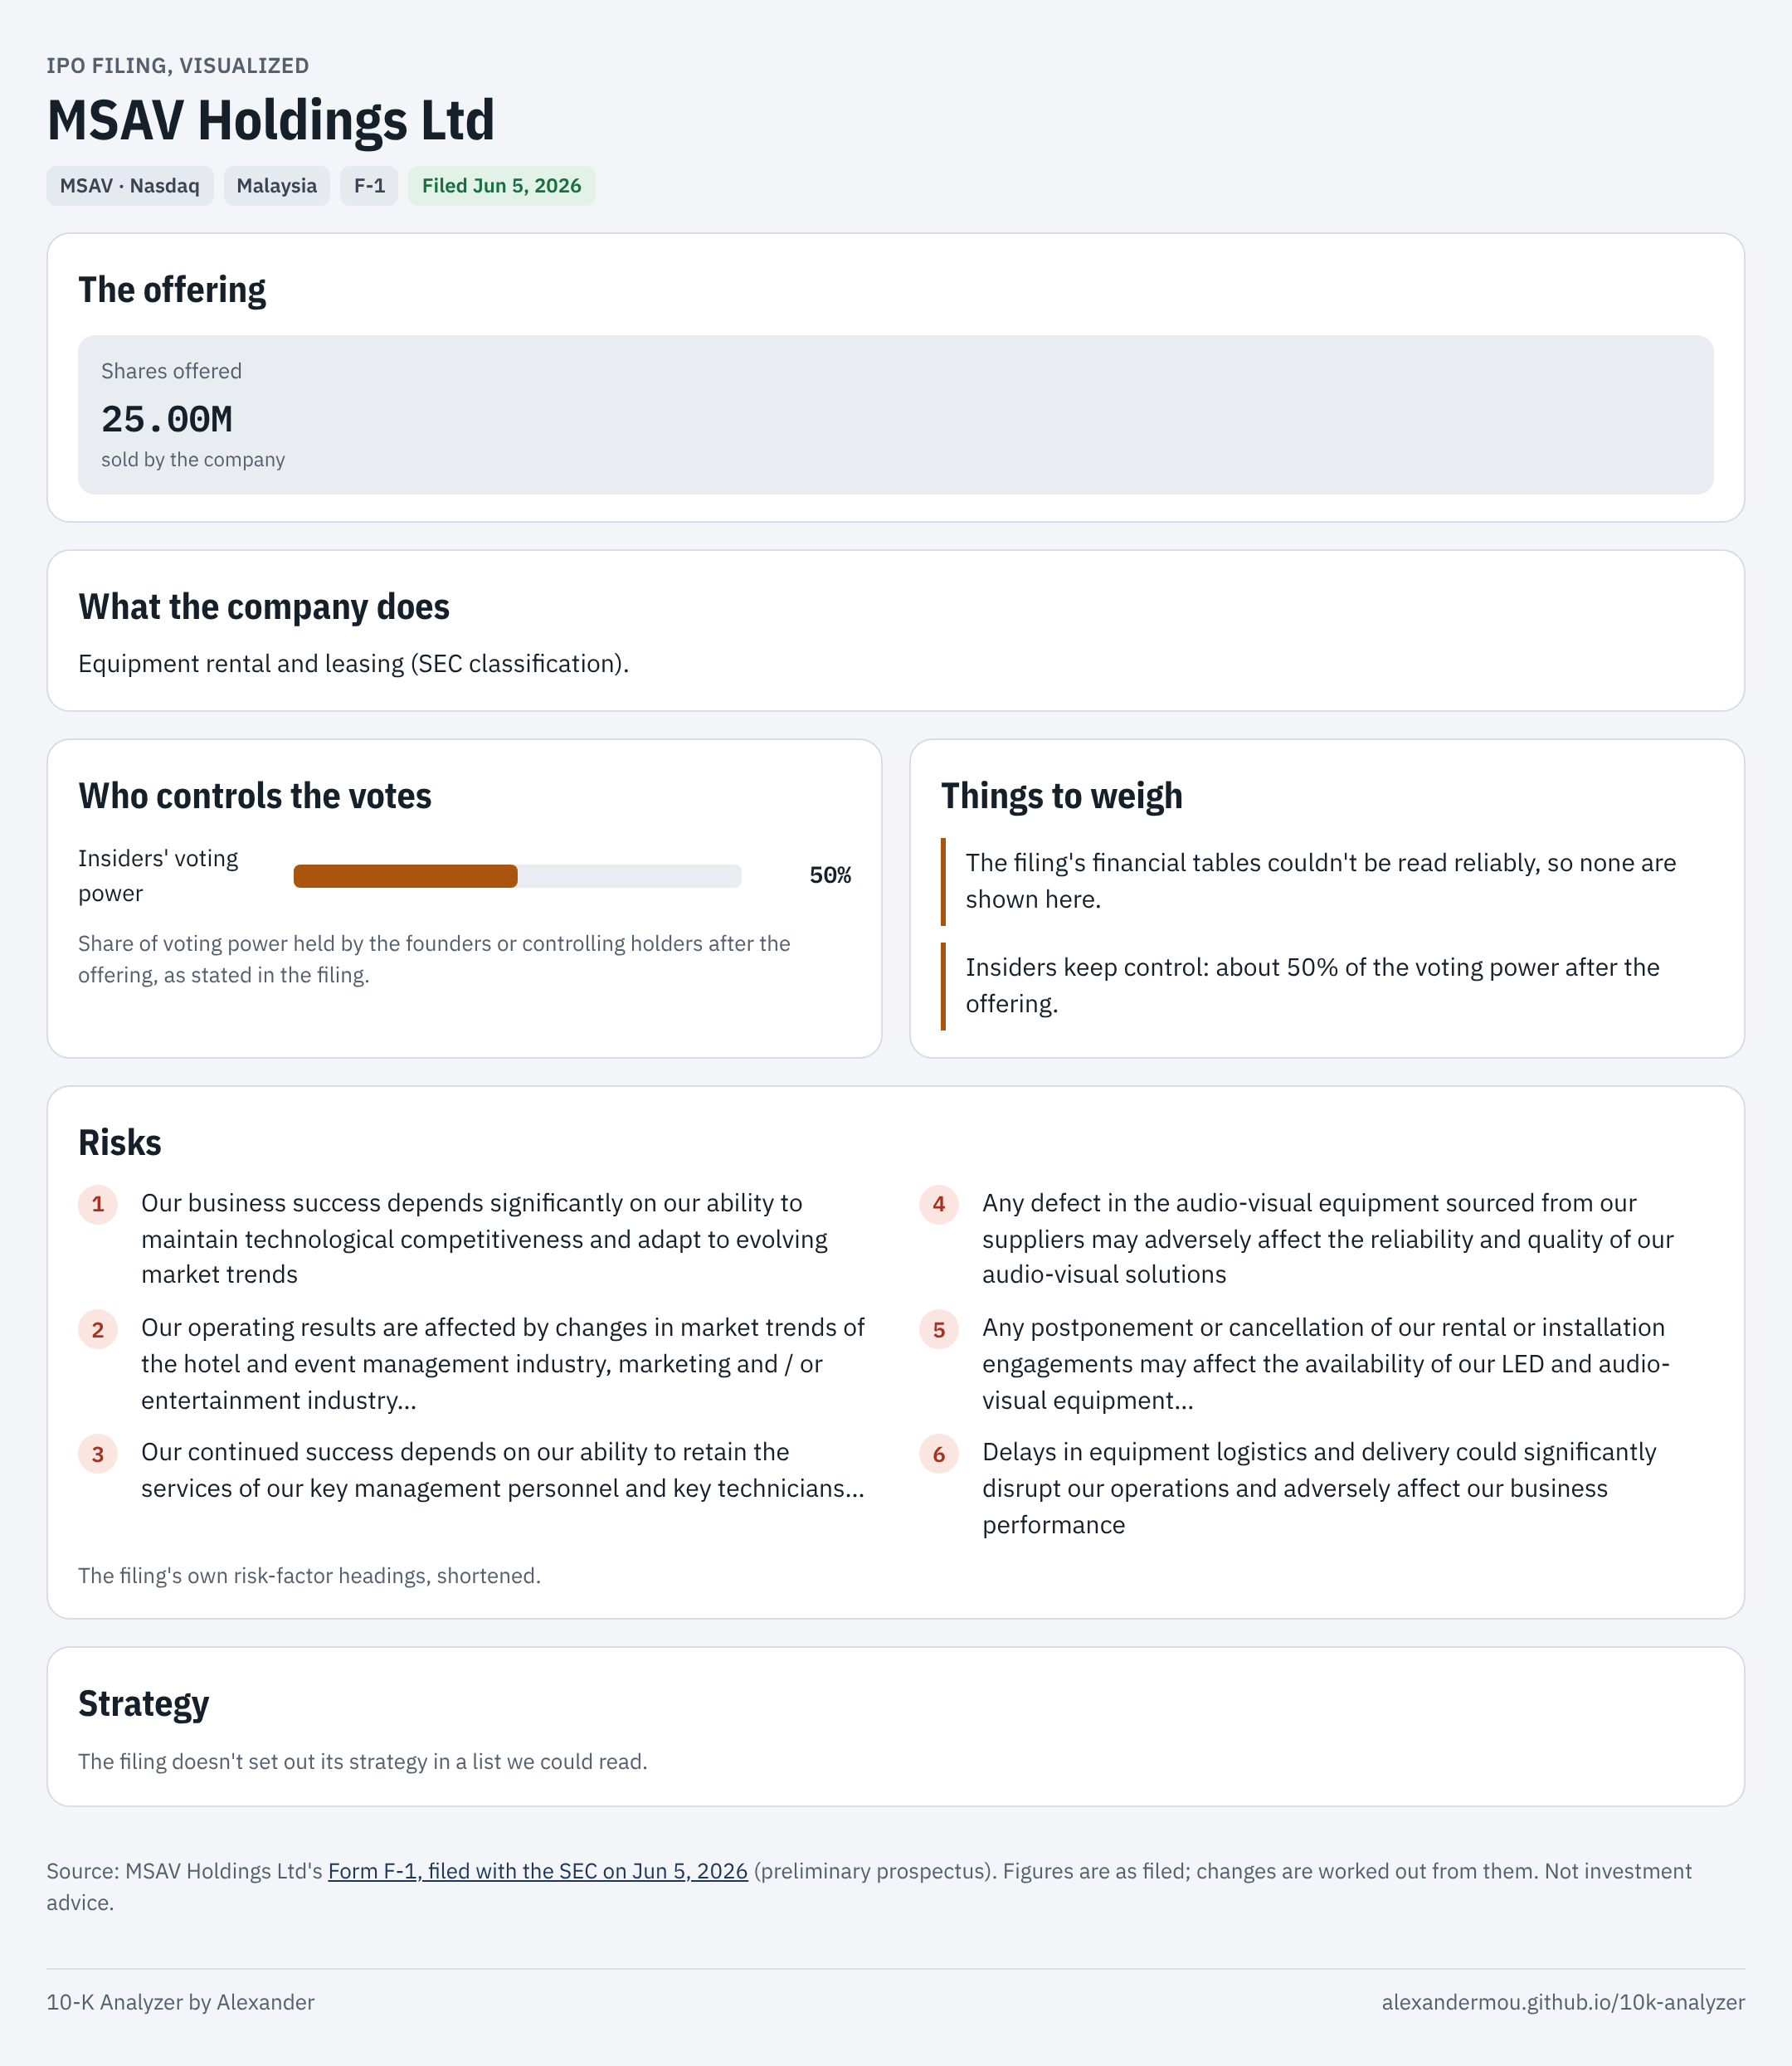 IPO FILING, VISUALIZED
MSAV Holdings Ltd
MSAV · Nasdaq
Malaysia
F-1
Filed Jun 5, 2026
The offering
Shares offered
25.00M
sold by the company
What the company does
Equipment rental and leasing (SEC classification).
Who controls the votes
Insiders' voting
power
50%
Share of voting power held by the founders or controlling holders after the
offering, as stated in the filing.
Things to weigh
The filing's financial tables couldn't be read reliably, so none are
shown here.
Insiders keep control: about 50% of the voting power after the
offering.
Risks
1 Our business success depends significantly on our ability to
maintain technological competitiveness and adapt to evolving
market trends
2 Our operating results are affected by changes in market trends of
the hotel and event management industry, marketing and / or
entertainment industry…
3 Our continued success depends on our ability to retain the
services of our key management personnel and key technicians…
4 Any defect in the audio-visual equipment sourced from our
suppliers may adversely affect the reliability and quality of our
audio-visual solutions
5 Any postponement or cancellation of our rental or installation
engagements may affect the availability of our LED and audio-
visual equipment…
6 Delays in equipment logistics and delivery could significantly
disrupt our operations and adversely affect our business
performance
The filing's own risk-factor headings, shortened.
Strategy
The filing doesn't set out its strategy in a list we could read.
Source: MSAV Holdings Ltd's Form F-1, filed with the SEC on Jun 5, 2026 (preliminary prospectus). Figures are as filed; changes are worked out from them. Not investment
advice.
10-K Analyzer by Alexander
alexandermou.github.io/10k-analyzer